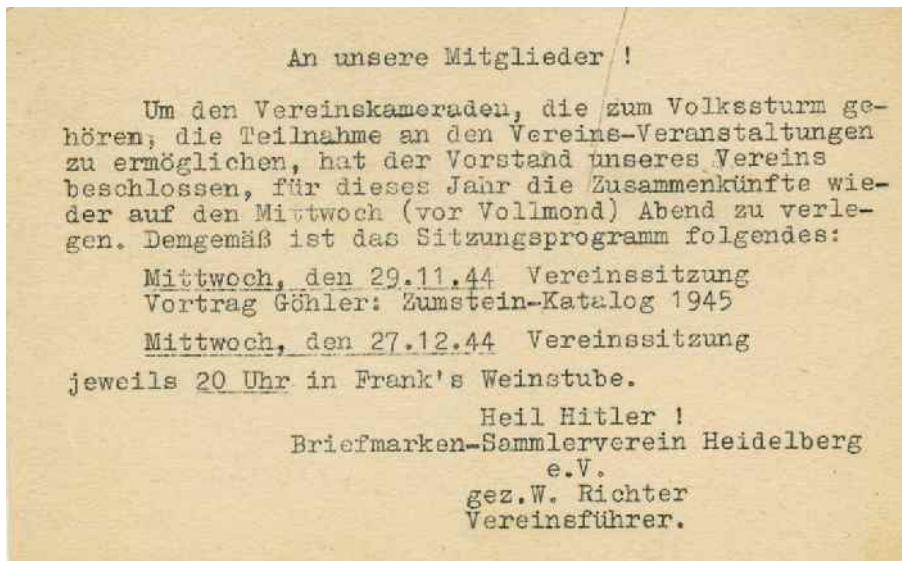 An unsere Mitglieder !
Um den Vereinskameraden, die zum Volkssturm ge-
hören, die Teilnahme an den Vereins-Veranstaltungen
zu ermöglichen, hat der Vorstand unseres Vereins
beschlossen, für dieses Jahr die Zusammenkünfte wie-
der auf den Mittwoch (vor Vollmond) Abend zu verle-
gen. Demgemäß ist das Sitzungsprogramm folgendes:
Mittwoch, den 29.11.44 Vereinssitzung
Vortrag Göhler: Zumstein-Katalog 1945
Mittwoch, den 27.12.44 Vereinssitzung
jeweils 20 Uhr in Frank's Weinstube.
Heil Hitler !
Briefmarken-Sammlerverein Heidelberg
e.V.
gez.W. Richter
Vereinsführer.